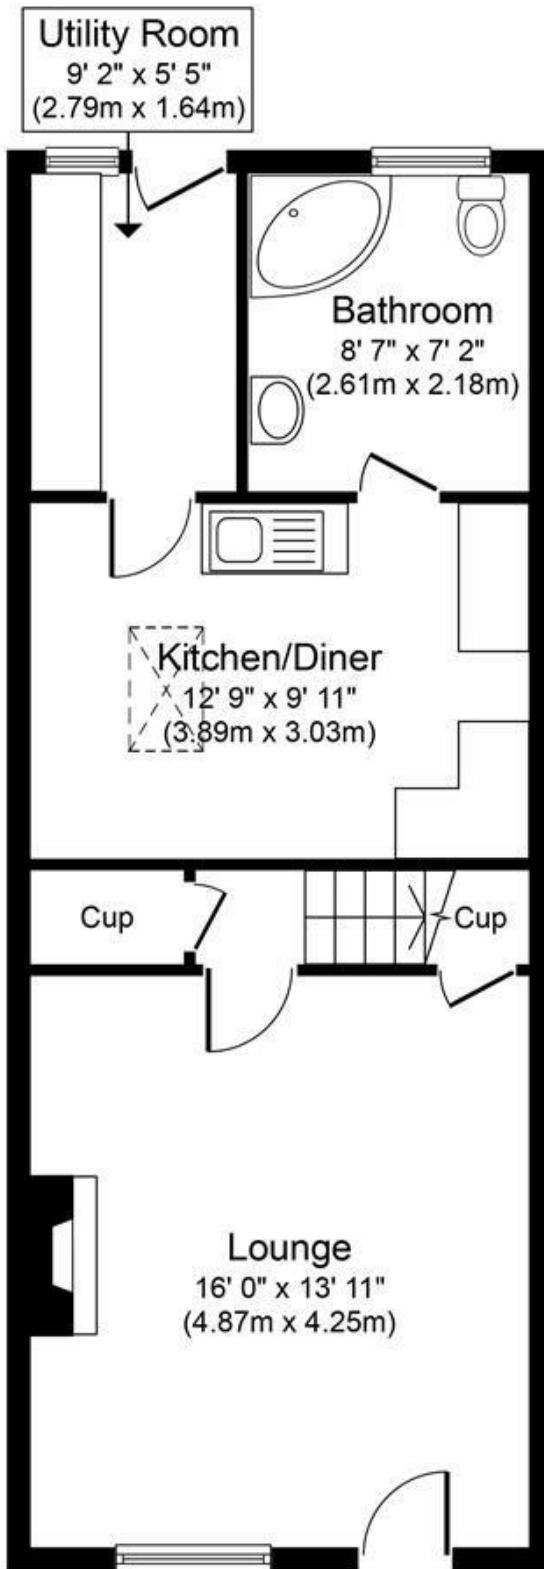 Utility Room
9' 2" x 5' 5"
(2.79m x 1.64m)
Bathroom
8' 7" x 7' 2"
(2.61m x 2.18m)
Kitchen/Diner
12' 9" x 9' 11"
(3.89m x 3.03m)
Cup
Cup
Lounge
16' 0" x 13' 11"
(4.87m x 4.25m)